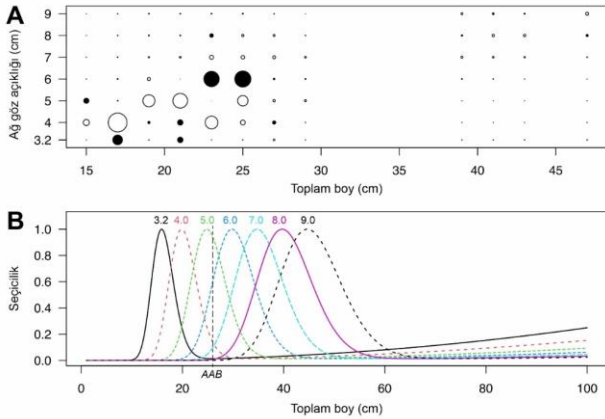 A
Ağ göz açıklığı (cm)
9
8
7
6
5
4
3.2
15 20 25 30 35 40 45
Toplam boy (cm)
B
Seçicilik
3.2 4.0 5.0 6.0 7.0 8.0 9.0
1.0
0.8
0.6
0.4
0.2
0.0
AAB
0 20 40 60 80 100
Toplam boy (cm)